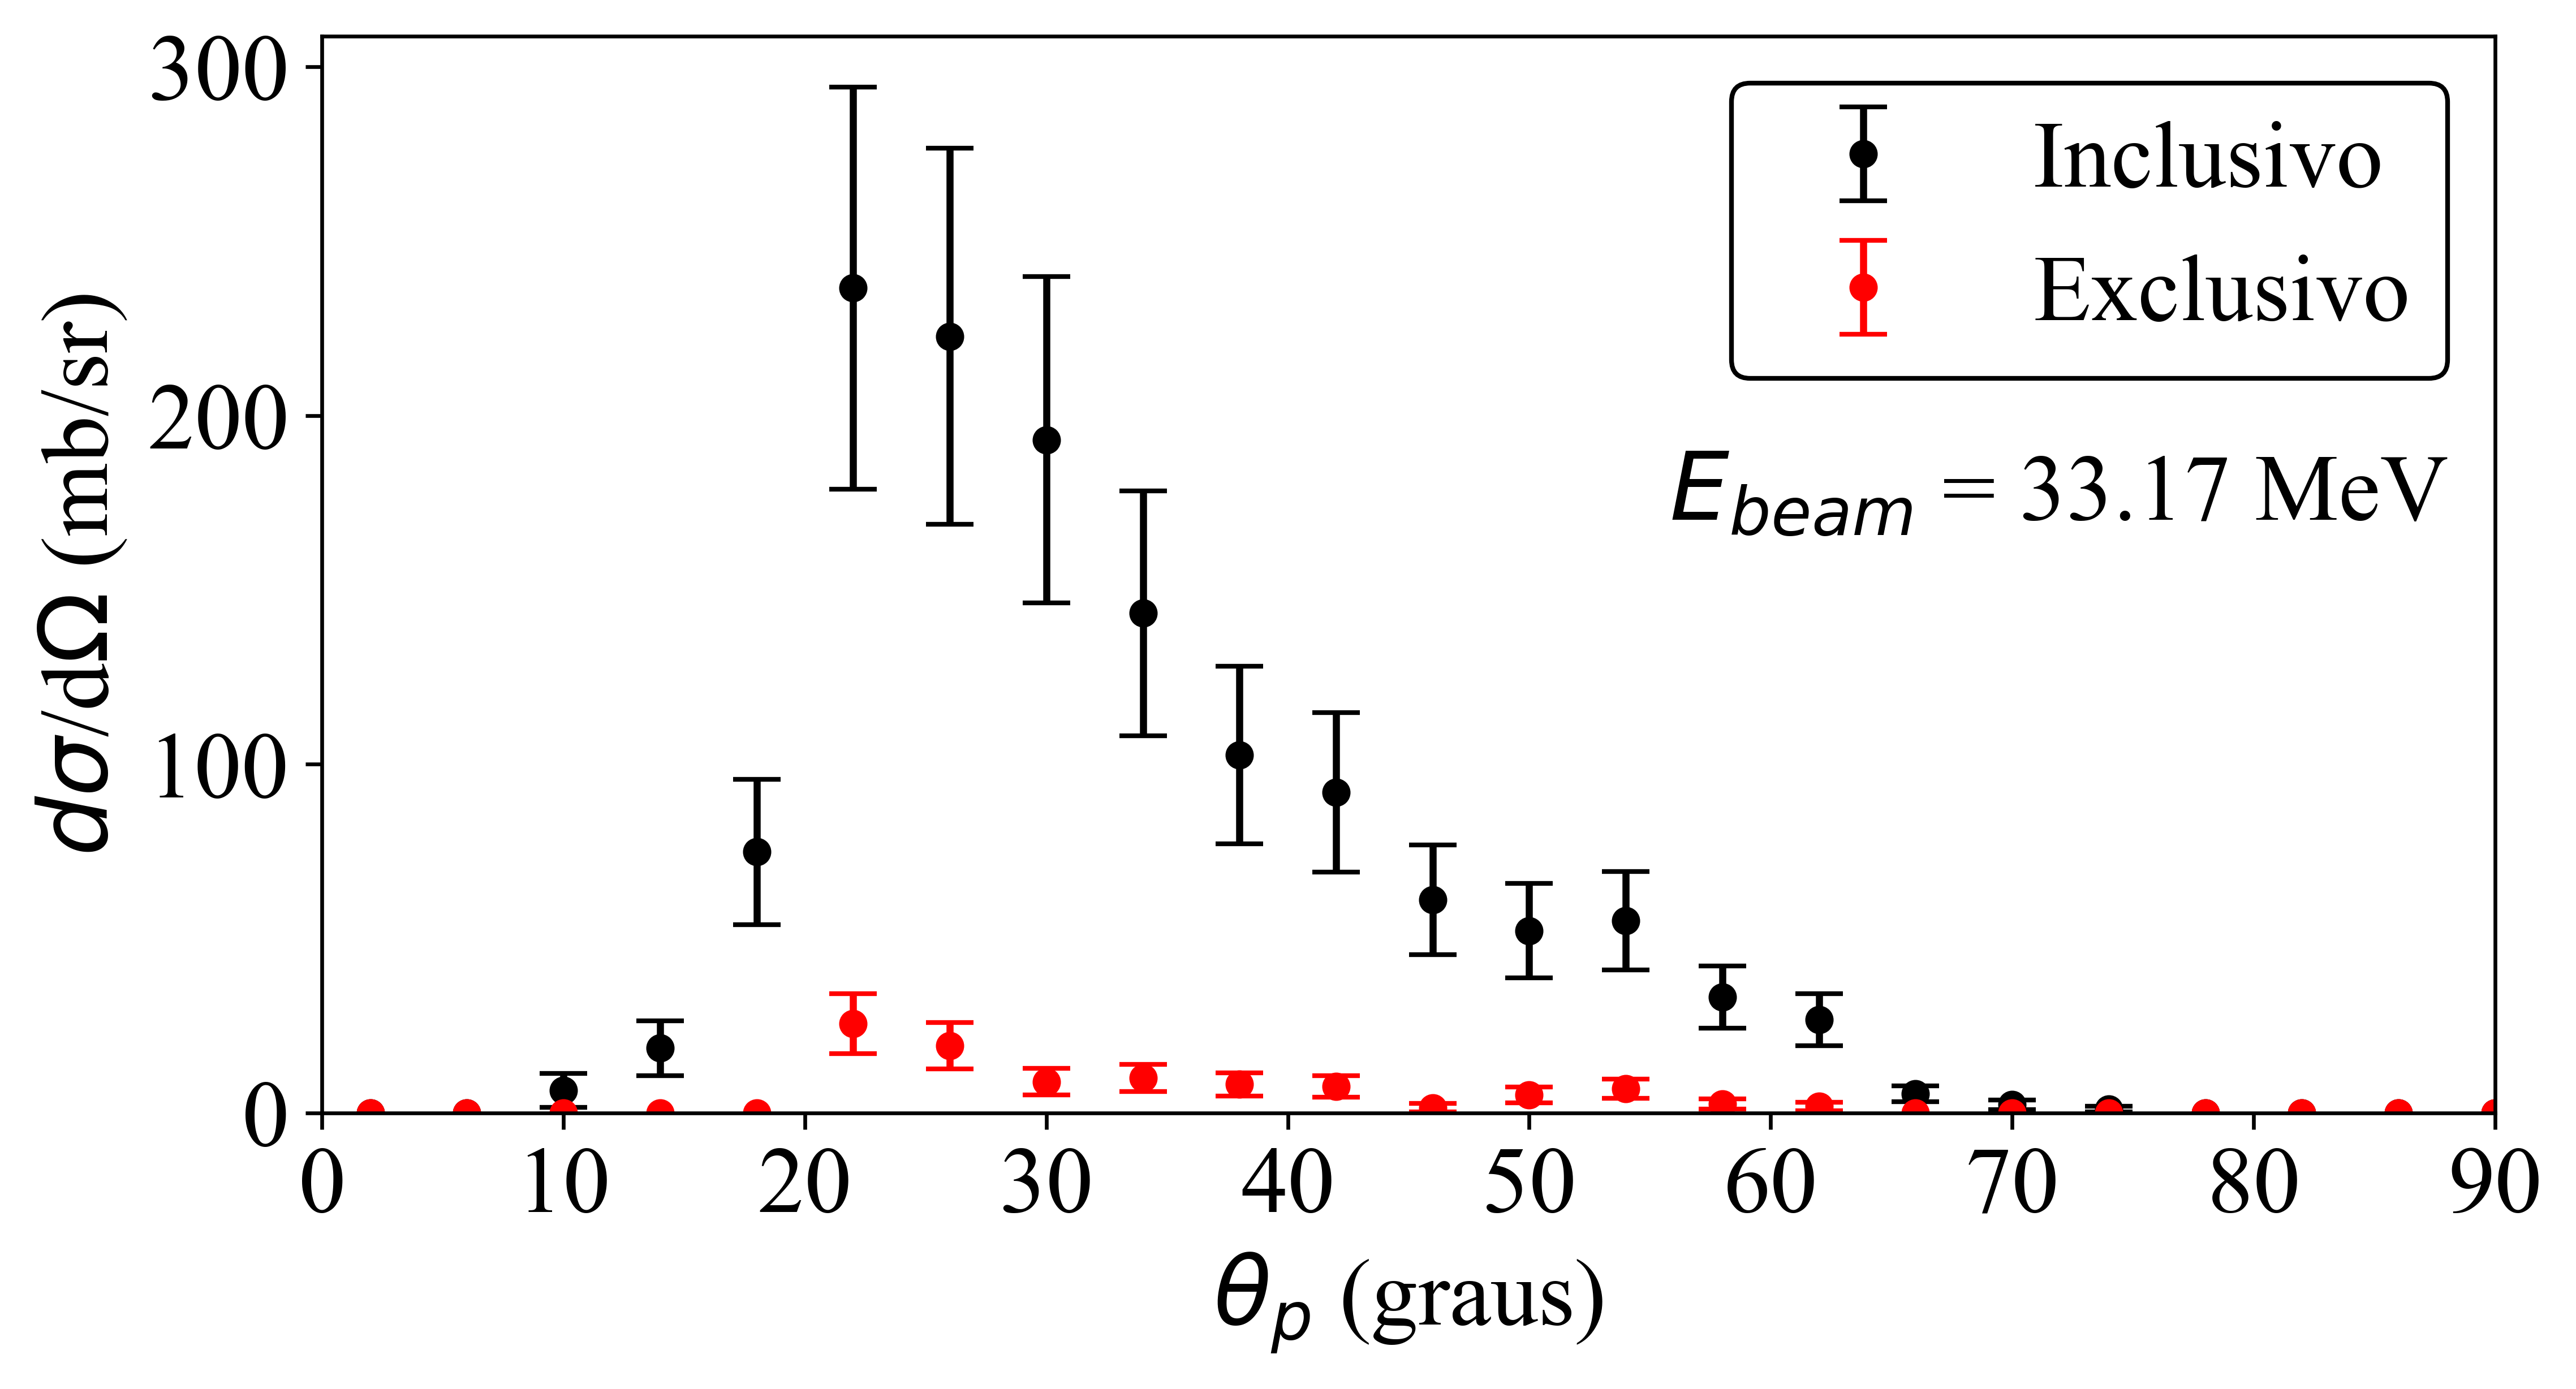 dσ/dΩ (mb/sr)
300
200
100
0
Inclusivo
Exclusivo
E_beam = 33.17 MeV
0 10 20 30 40 50 60 70 80 90
θ_p (graus)